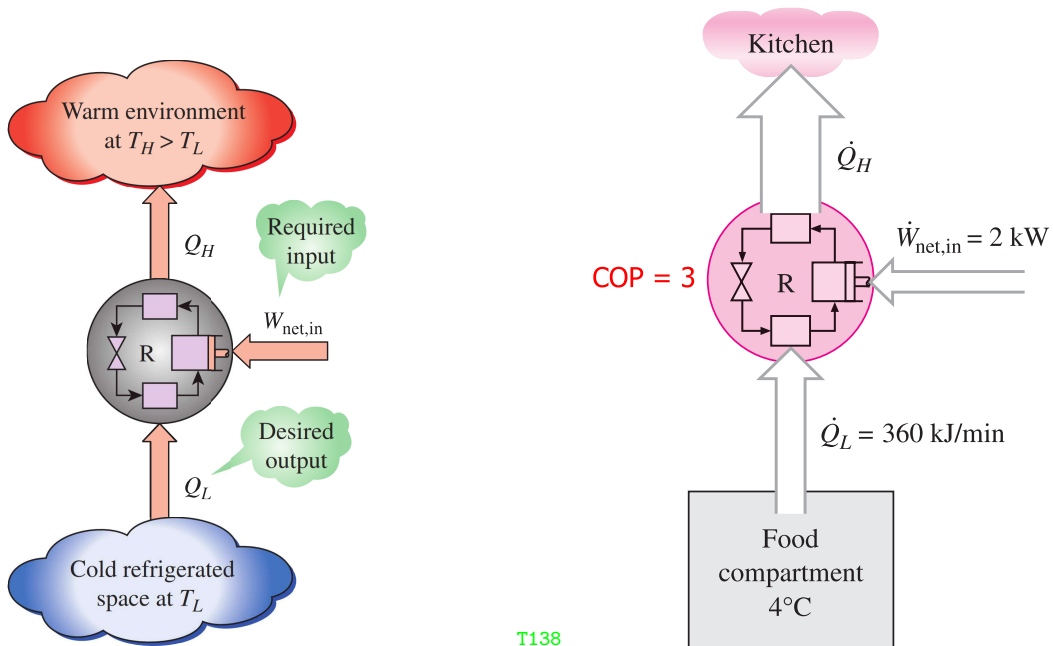 Warm environment
at T_H > T_L
Q_H
Required
input
W_net,in
R
Desired
output
Q_L
Cold refrigerated
space at T_L
Kitchen
Q̇_H
Ẇ_net,in = 2 kW
COP = 3
R
Q̇_L = 360 kJ/min
Food
compartment
4°C
T138